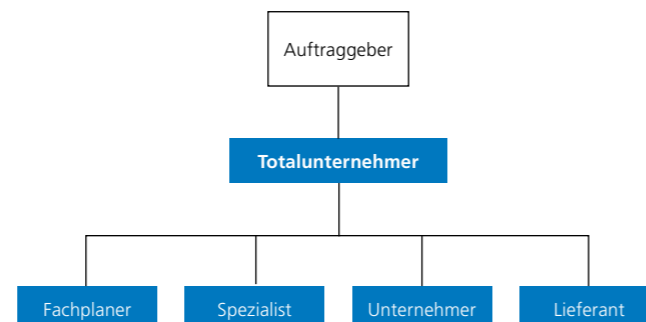 Auftraggeber
Totalunternehmer
Fachplaner
Spezialist
Unternehmer
Lieferant